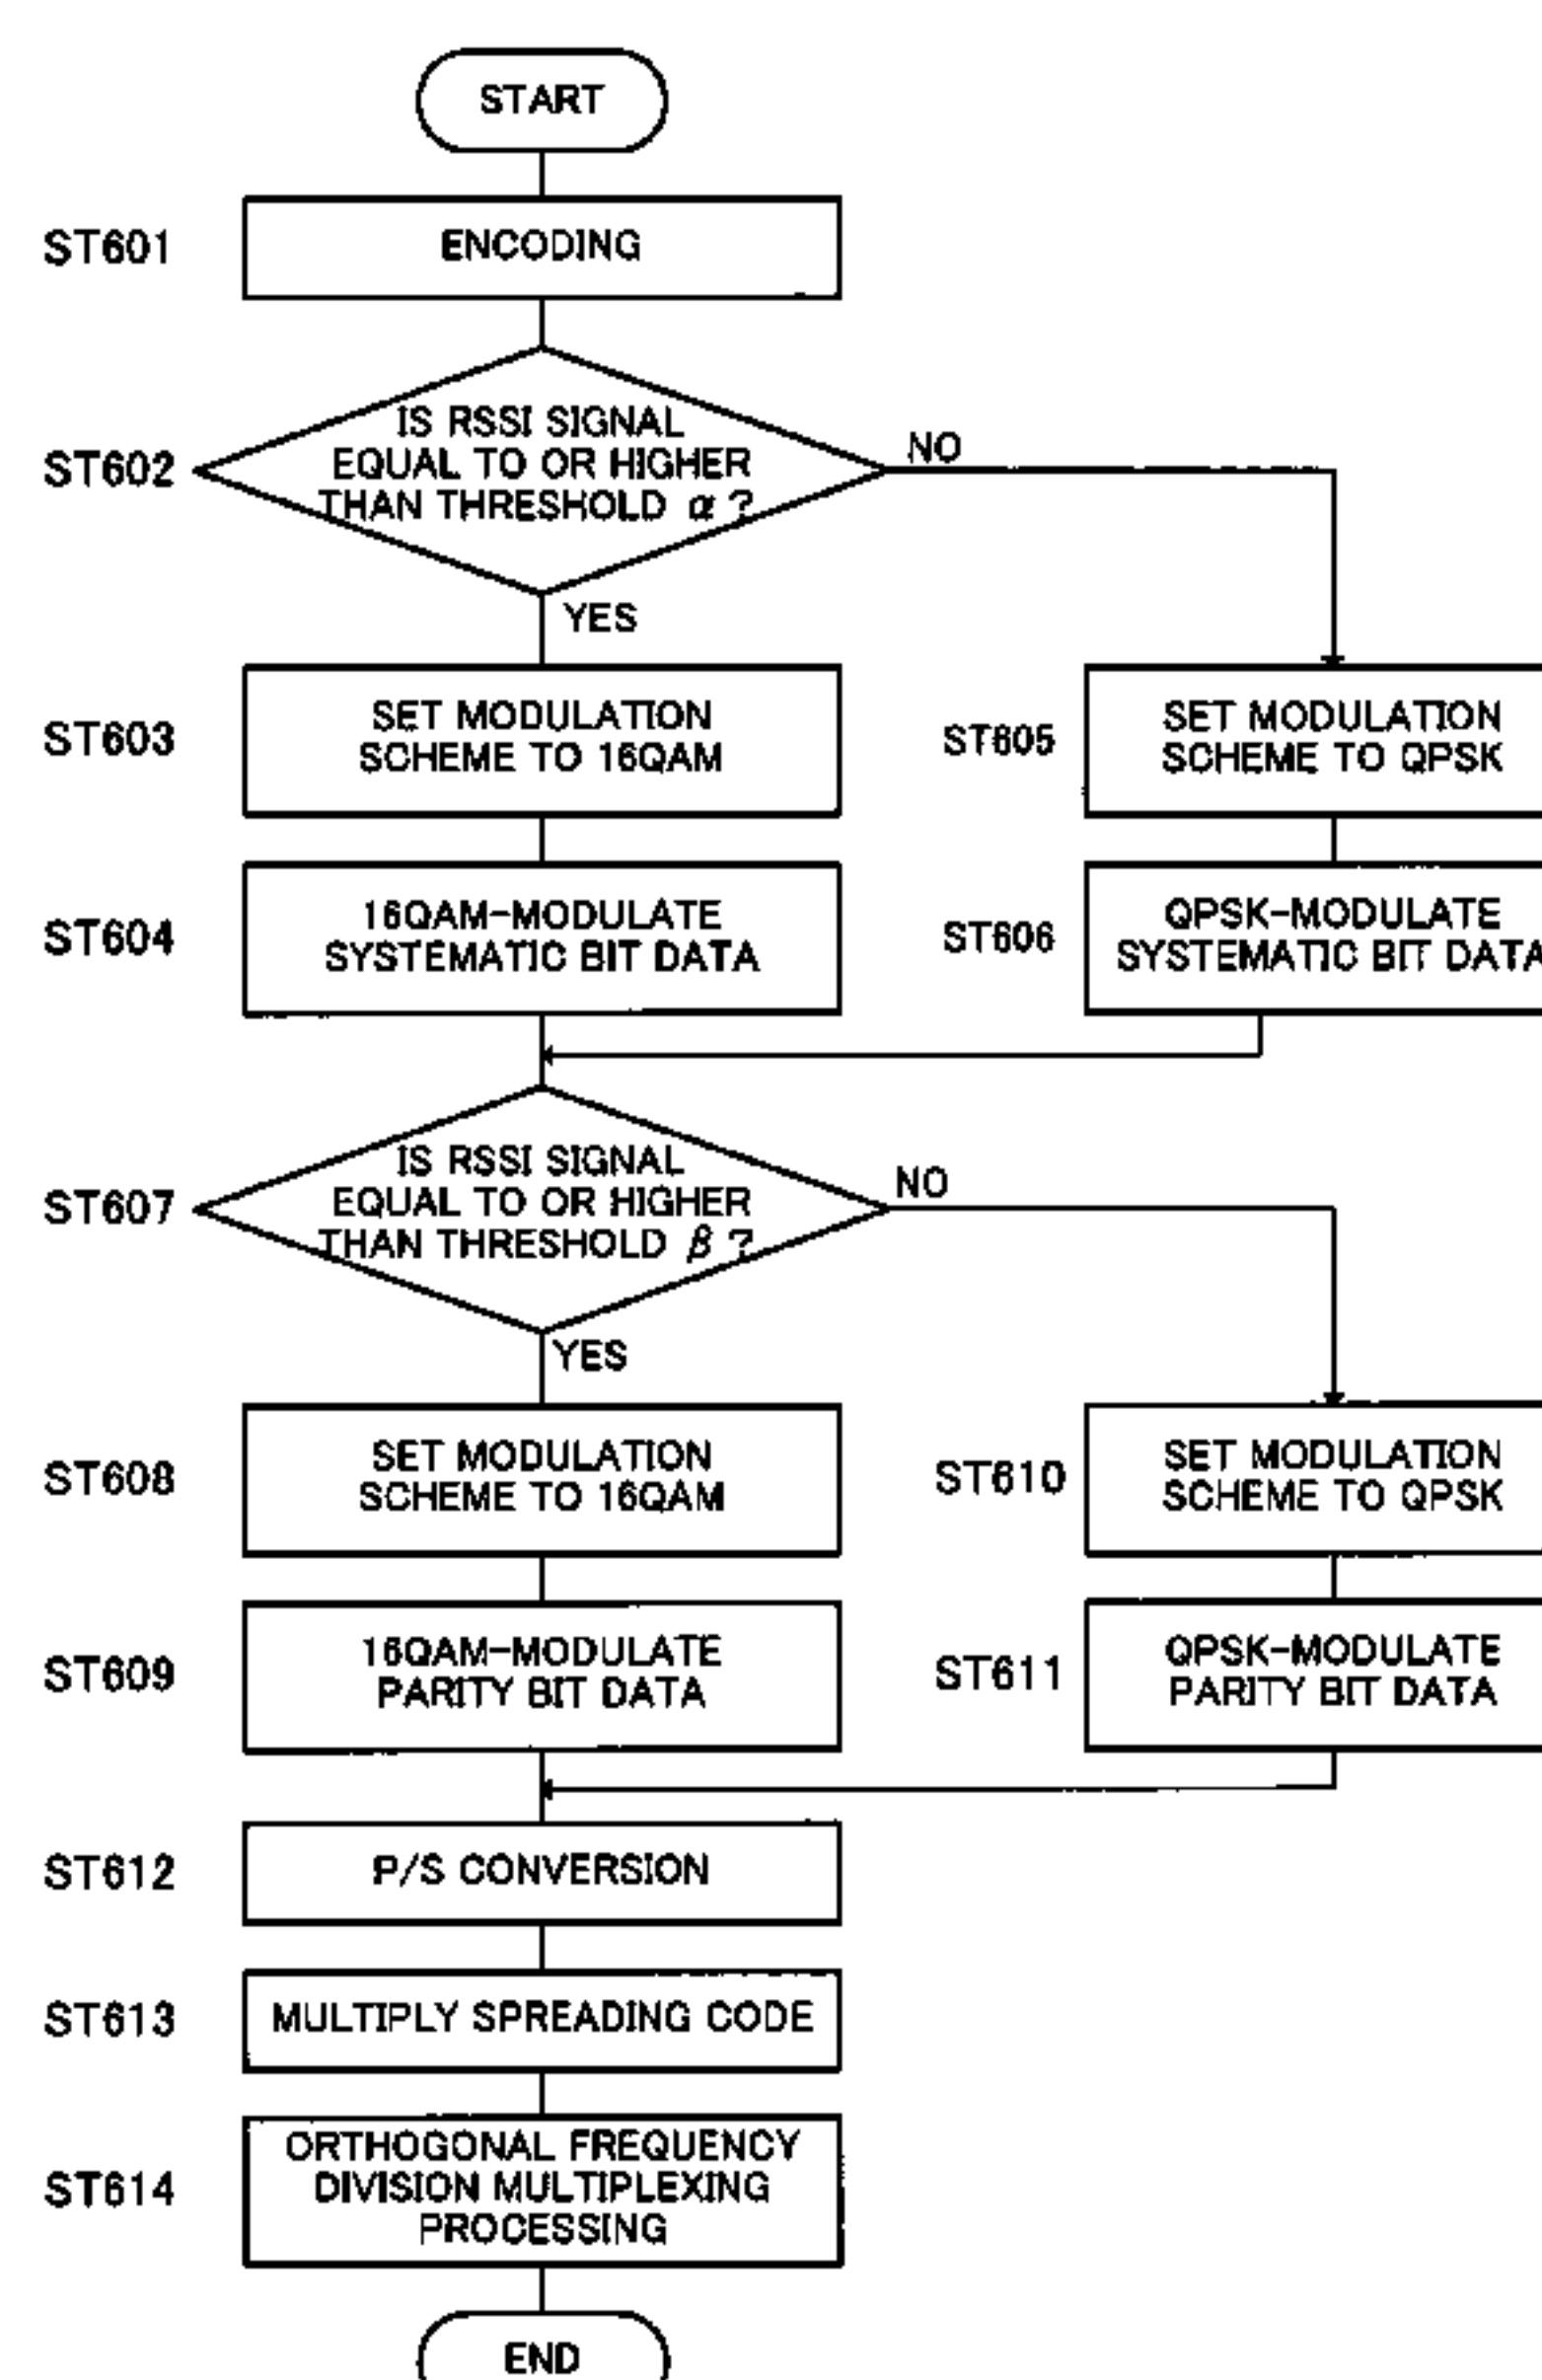 START
ST601
ENCODING
ST602
IS RSSI SIGNAL
EQUAL TO OR HIGHER
THAN THRESHOLD α ?
NO
YES
ST603
SET MODULATION
SCHEME TO 16QAM
ST605
SET MODULATION
SCHEME TO QPSK
ST604
16QAM-MODULATE
SYSTEMATIC BIT DATA
ST606
QPSK-MODULATE
SYSTEMATIC BIT DATA
ST607
IS RSSI SIGNAL
EQUAL TO OR HIGHER
THAN THRESHOLD β ?
NO
YES
ST608
SET MODULATION
SCHEME TO 16QAM
ST610
SET MODULATION
SCHEME TO QPSK
ST609
16QAM-MODULATE
PARITY BIT DATA
ST611
QPSK-MODULATE
PARITY BIT DATA
ST612
P/S CONVERSION
ST613
MULTIPLY SPREADING CODE
ST614
ORTHOGONAL FREQUENCY
DIVISION MULTIPLEXING
PROCESSING
END